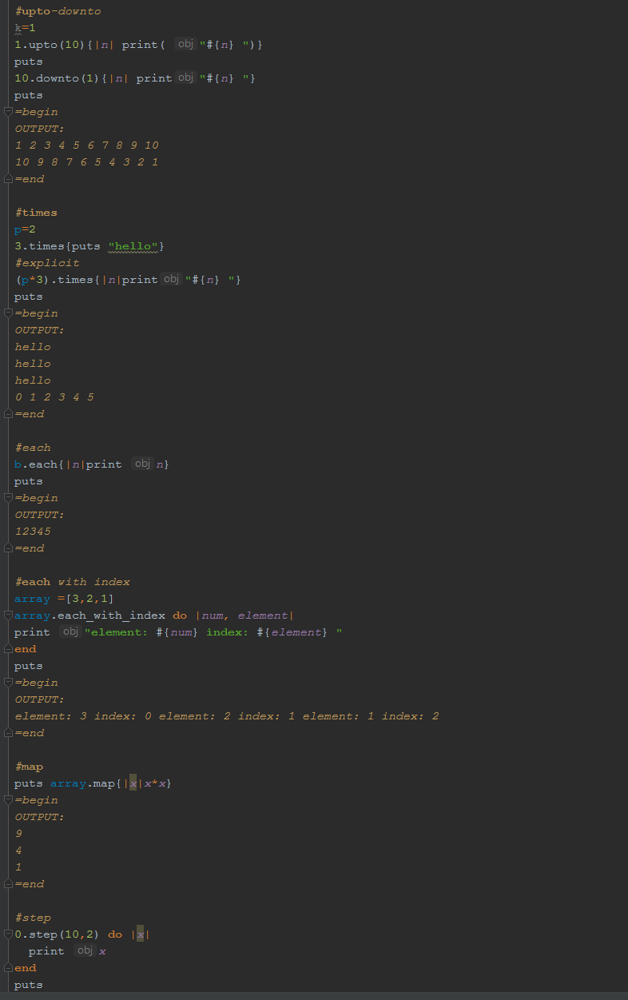 #upto-downto
k=1
1.upto(10){|n| print( obj "#{n} ")}
puts
10.downto(1){|n| print obj "#{n} "}
puts
=begin
OUTPUT:
1 2 3 4 5 6 7 8 9 10
10 9 8 7 6 5 4 3 2 1
=end
#times
p=2
3.times{puts "hello"}
#explicit
(p*3).times{|n|print obj "#{n} "}
puts
=begin
OUTPUT:
hello
hello
hello
0 1 2 3 4 5
=end
#each
b.each{|n|print obj n}
puts
=begin
OUTPUT:
12345
=end
#each with index
array =[3,2,1]
array.each_with_index do |num, element|
print obj "element: #{num} index: #{element} "
end
puts
=begin
OUTPUT:
element: 3 index: 0 element: 2 index: 1 element: 1 index: 2
=end
#map
puts array.map{|x|x*x}
=begin
OUTPUT:
9
4
1
=end
#step
0.step(10,2) do |x|
print obj x
end
puts